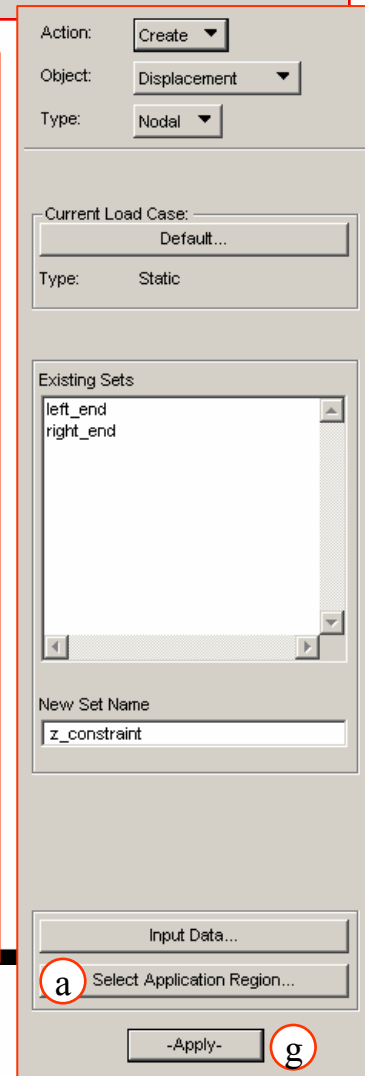 Action: Create
Object: Displacement
Type: Nodal
Current Load Case:
Default...
Type: Static
Existing Sets
left_end
right_end
New Set Name
z_constraint
Input Data...
a Select Application Region...
-Apply- g